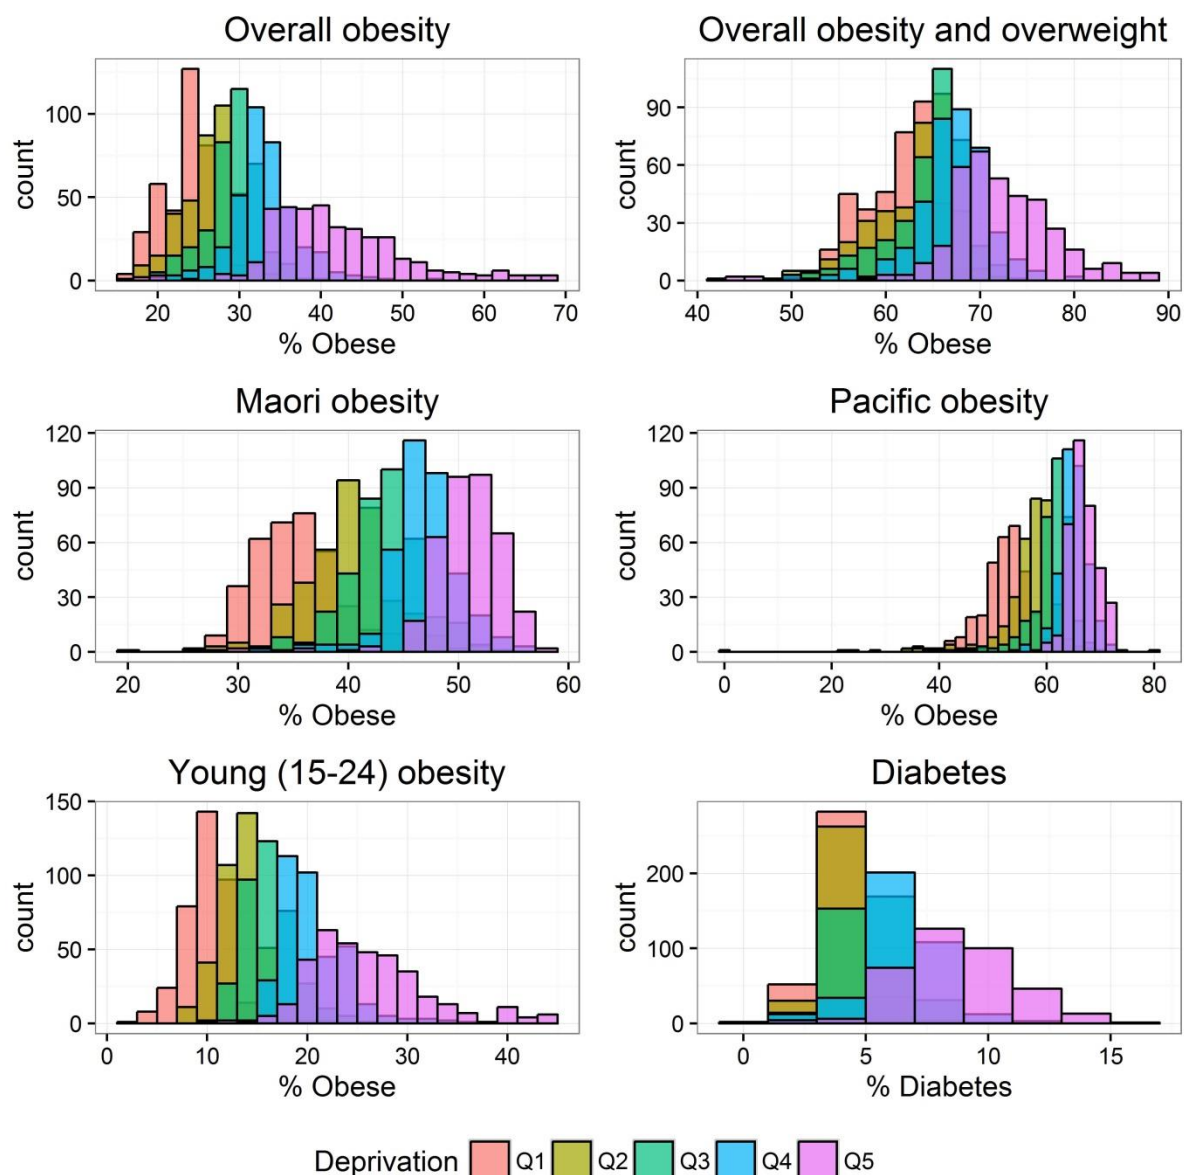 Overall obesity
count
100
50
0
20 30 40 50 60 70
% Obese
Overall obesity and overweight
count
90
60
30
0
40 50 60 70 80 90
% Obese
Maori obesity
count
120
90
60
30
0
20 30 40 50 60
% Obese
Pacific obesity
count
120
90
60
30
0
0 20 40 60 80
% Obese
Young (15-24) obesity
count
150
100
50
0
0 10 20 30 40
% Obese
Diabetes
count
200
100
0
0 5 10 15
% Diabetes
Deprivation Q1 Q2 Q3 Q4 Q5